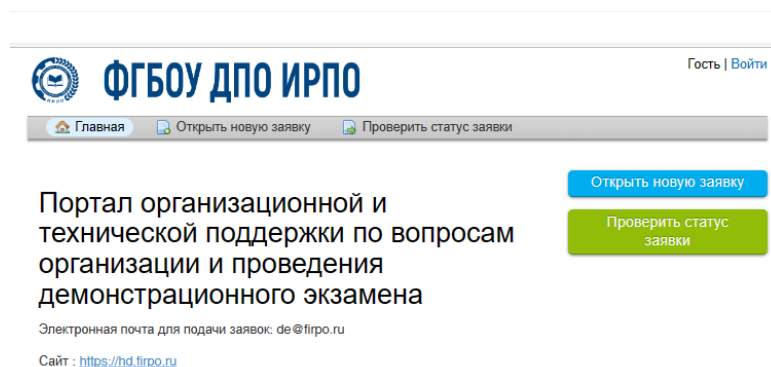 ФГБОУ ДПО ИРПО
Гость | Войти
Главная
Открыть новую заявку
Проверить статус заявки
Открыть новую заявку
Проверить статус
заявки
Портал организационной и
технической поддержки по вопросам
организации и проведения
демонстрационного экзамена
Электронная почта для подачи заявок: de@firpo.ru
Сайт : https://hd.firpo.ru